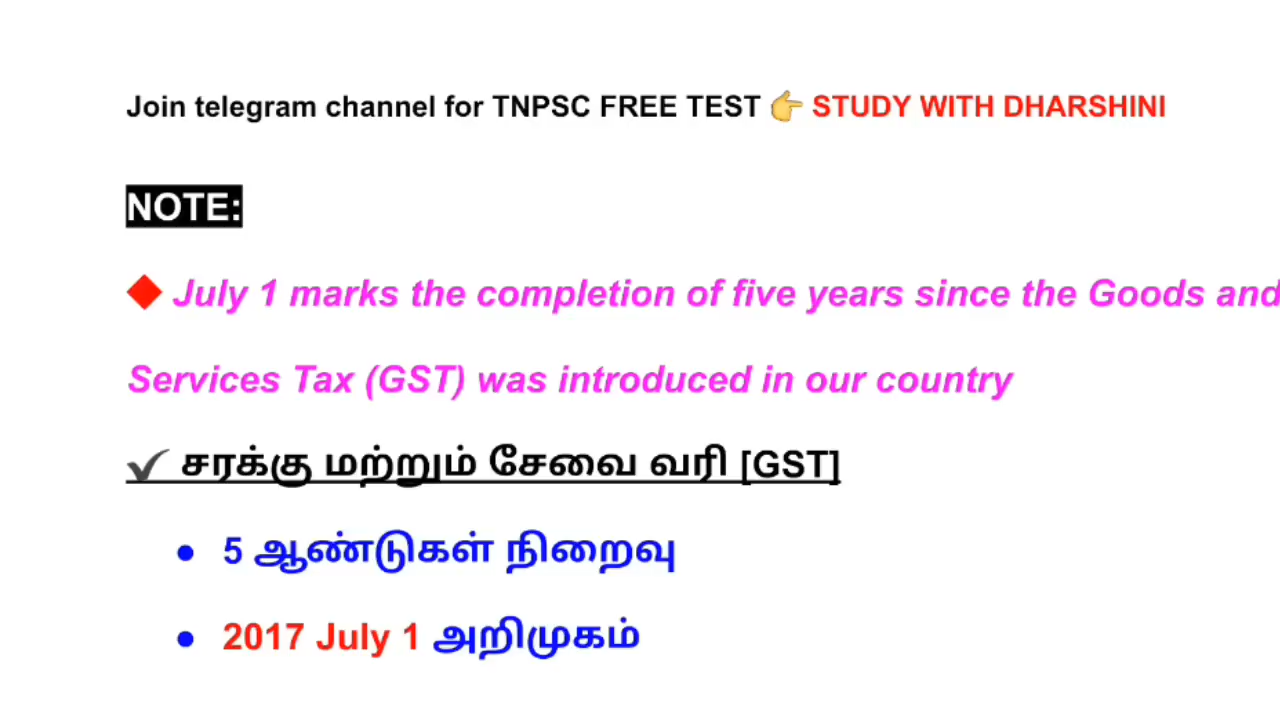 Join telegram channel for TNPSC FREE TEST 👉 STUDY WITH DHARSHINI
NOTE:
♦ July 1 marks the completion of five years since the Goods and
Services Tax (GST) was introduced in our country
✔ சரக்கு மற்றும் சேவை வரி [GST]
● 5 ஆண்டுகள் நிறைவு
● 2017 July 1 அறிமுகம்